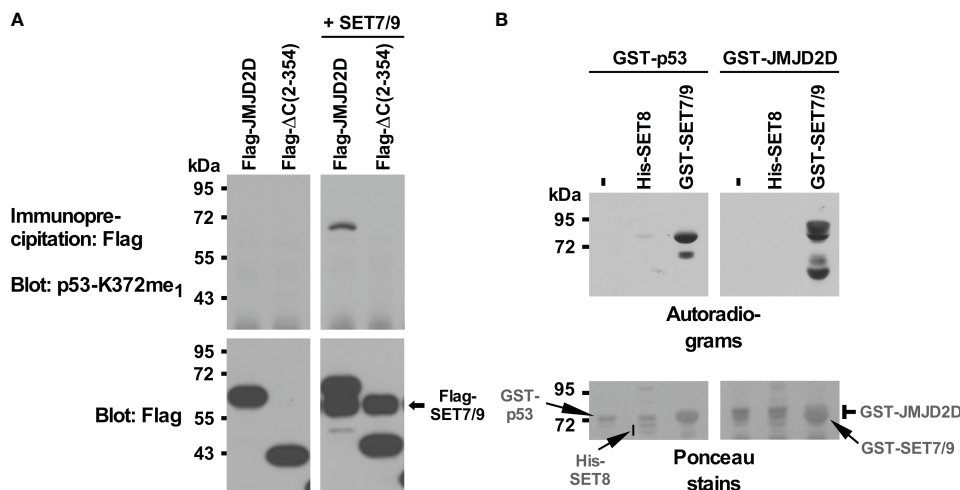 A
+ SET7/9
Flag-JMJD2D
Flag-ΔC(2-354)
Flag-JMJD2D
Flag-ΔC(2-354)
kDa
95
72
55
43
Immunopre-
cipitation: Flag
Blot: p53-K372me1
95
72
55
43
Blot: Flag
Flag-
SET7/9
B
GST-p53
GST-JMJD2D
-
His-SET8
GST-SET7/9
-
His-SET8
GST-SET7/9
kDa
95
72
Autoradio-
grams
95
72
GST-
p53
His-
SET8
GST-JMJD2D
GST-SET7/9
Ponceau
stains